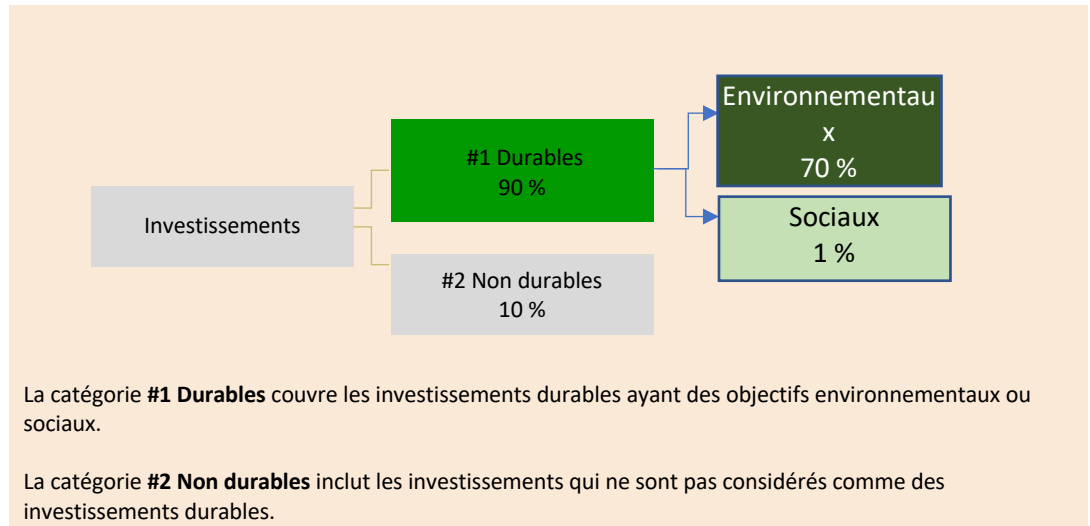 Environnementau
x
70 %
#1 Durables
90 %
Investissements
Sociaux
1 %
#2 Non durables
10 %
La catégorie #1 Durables couvre les investissements durables ayant des objectifs environnementaux ou
sociaux.
La catégorie #2 Non durables inclut les investissements qui ne sont pas considérés comme des
investissements durables.